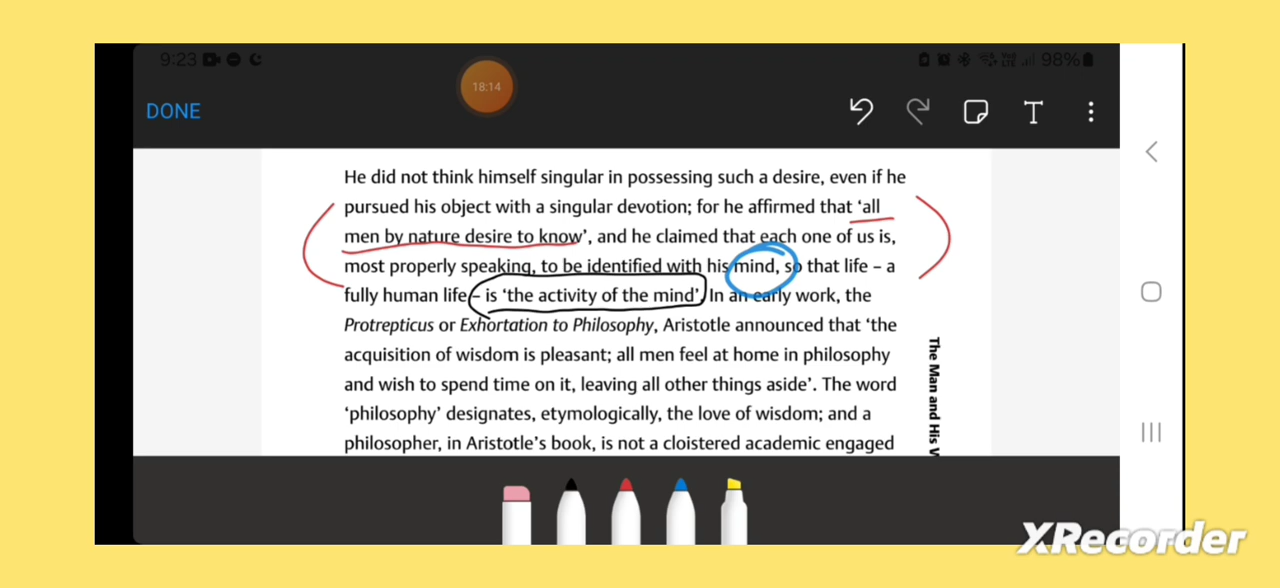 9:23
98%
18:14
DONE
T
He did not think himself singular in possessing such a desire, even if he
pursued his object with a singular devotion; for he affirmed that ‘all
men by nature desire to know’, and he claimed that each one of us is,
most properly speaking, to be identified with his mind, so that life – a
fully human life – is ‘the activity of the mind’. In an early work, the
Protrepticus or Exhortation to Philosophy, Aristotle announced that ‘the
acquisition of wisdom is pleasant; all men feel at home in philosophy
and wish to spend time on it, leaving all other things aside’. The word
‘philosophy’ designates, etymologically, the love of wisdom; and a
philosopher, in Aristotle’s book, is not a cloistered academic engaged
The Man and His
XRecorder